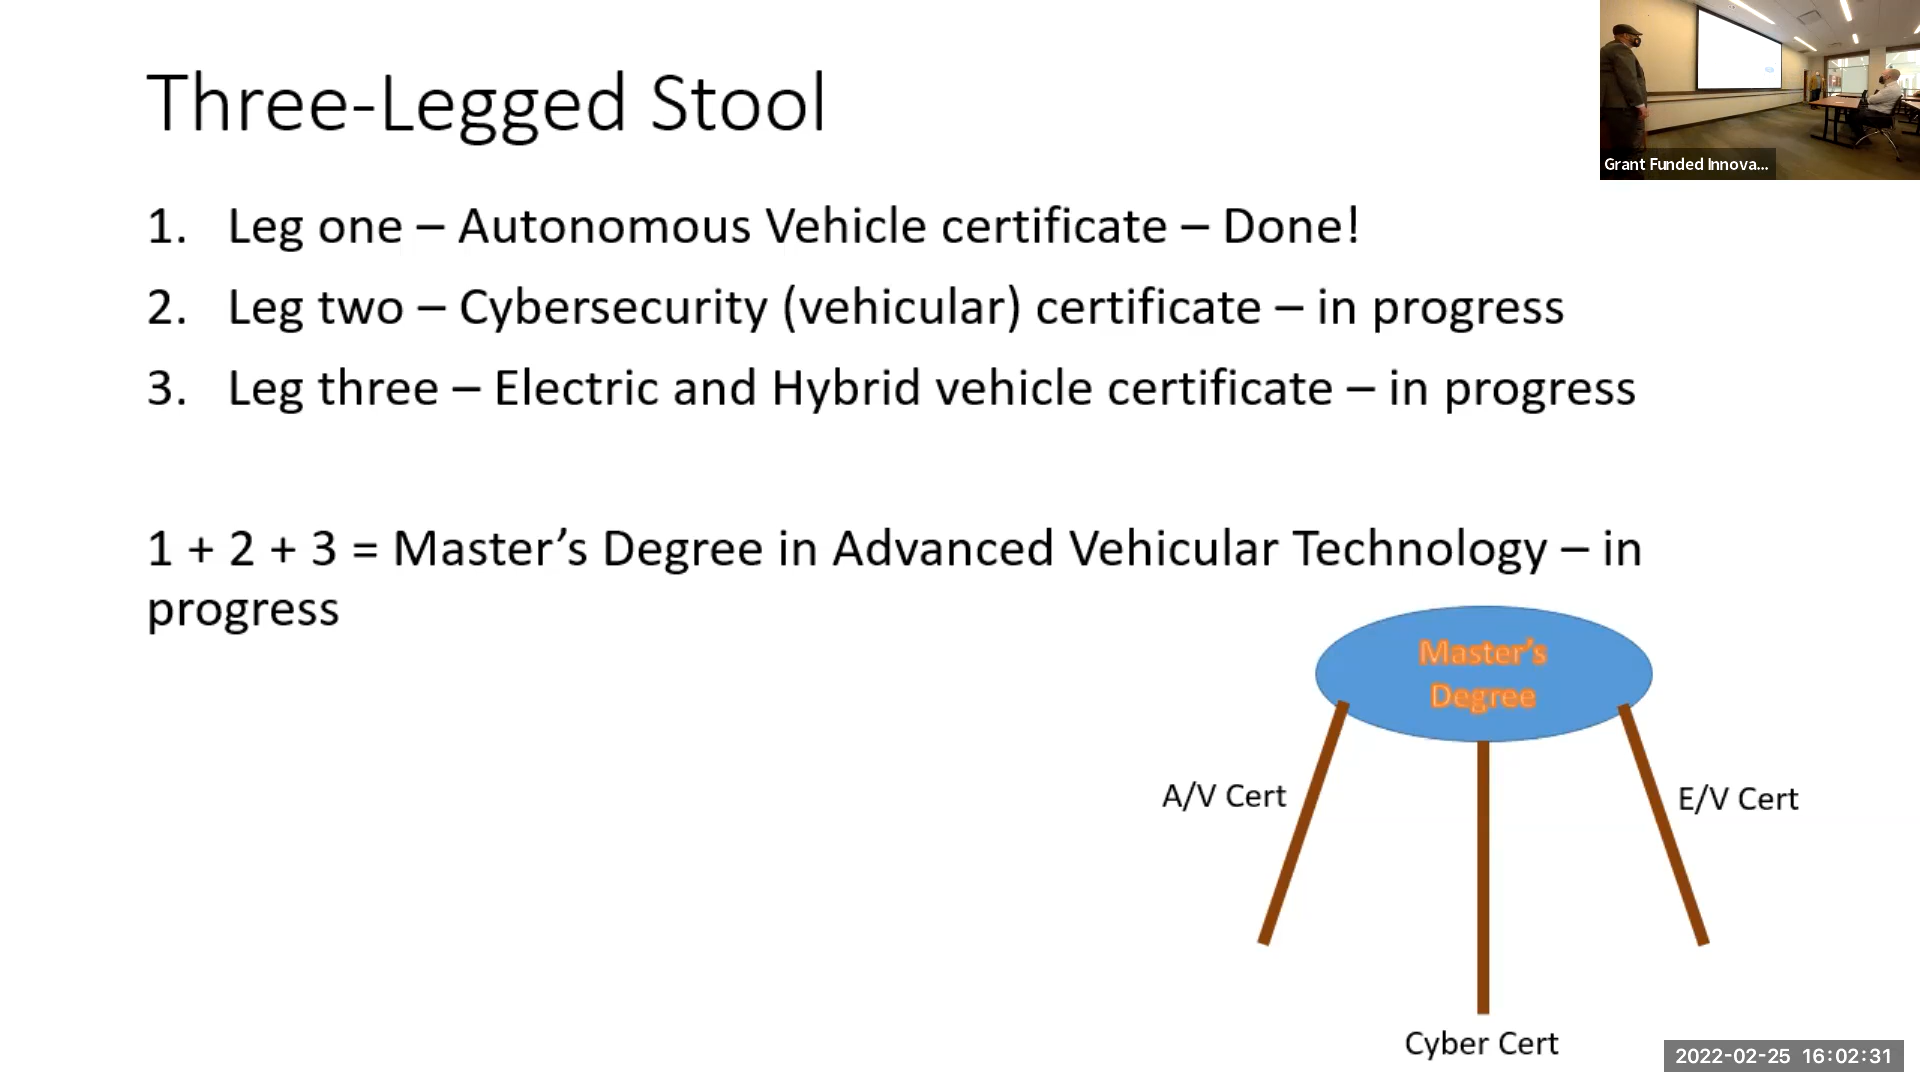 Three-Legged Stool
Grant Funded Innova...
1. Leg one – Autonomous Vehicle certificate – Done!
2. Leg two – Cybersecurity (vehicular) certificate – in progress
3. Leg three – Electric and Hybrid vehicle certificate – in progress
1 + 2 + 3 = Master’s Degree in Advanced Vehicular Technology – in
progress
Master’s
Degree
A/V Cert
E/V Cert
Cyber Cert
2022-02-25 16:02:31